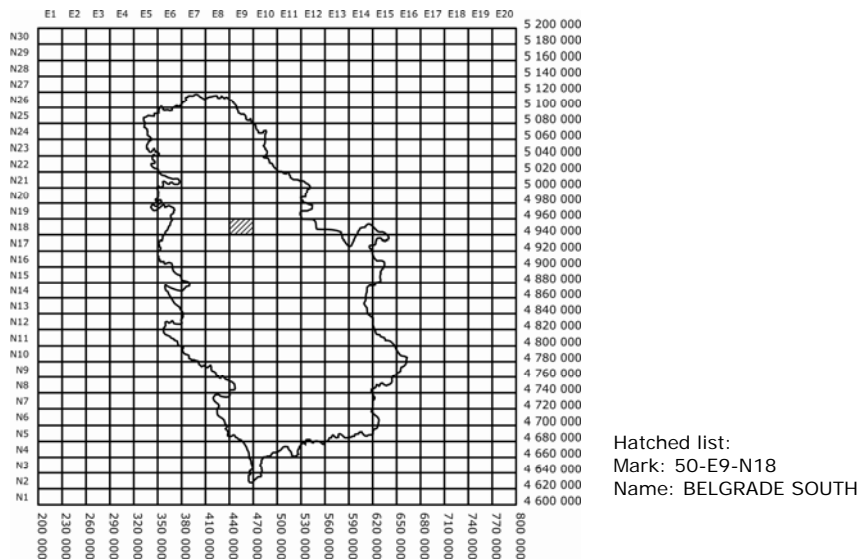 E1 E2 E3 E4 E5 E6 E7 E8 E9 E10 E11 E12 E13 E14 E15 E16 E17 E18 E19 E20
5 200 000
N30
5 180 000
N29
5 160 000
N28
5 140 000
N27
5 120 000
N26
5 100 000
N25
5 080 000
N24
5 060 000
N23
5 040 000
N22
5 020 000
N21
5 000 000
N20
4 980 000
N19
4 960 000
N18
4 940 000
N17
4 920 000
N16
4 900 000
N15
4 880 000
N14
4 860 000
N13
4 840 000
N12
4 820 000
N11
4 800 000
N10
4 780 000
N9
4 760 000
N8
4 740 000
N7
4 720 000
N6
4 700 000
N5
4 680 000
N4
4 660 000
N3
4 640 000
N2
4 620 000
N1
4 600 000
200 000
230 000
260 000
290 000
320 000
350 000
380 000
410 000
440 000
470 000
500 000
530 000
560 000
590 000
620 000
650 000
680 000
710 000
740 000
770 000
800 000
Hatched list:
Mark: 50-E9-N18
Name: BELGRADE SOUTH